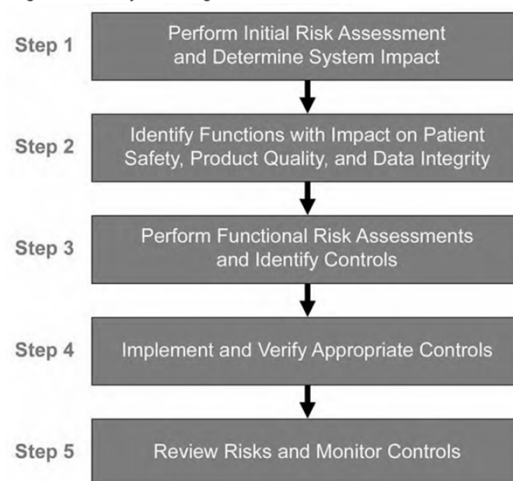 Step 1
Perform Initial Risk Assessment
and Determine System Impact
Step 2
Identify Functions with Impact on Patient
Safety, Product Quality, and Data Integrity
Step 3
Perform Functional Risk Assessments
and Identify Controls
Step 4
Implement and Verify Appropriate Controls
Step 5
Review Risks and Monitor Controls